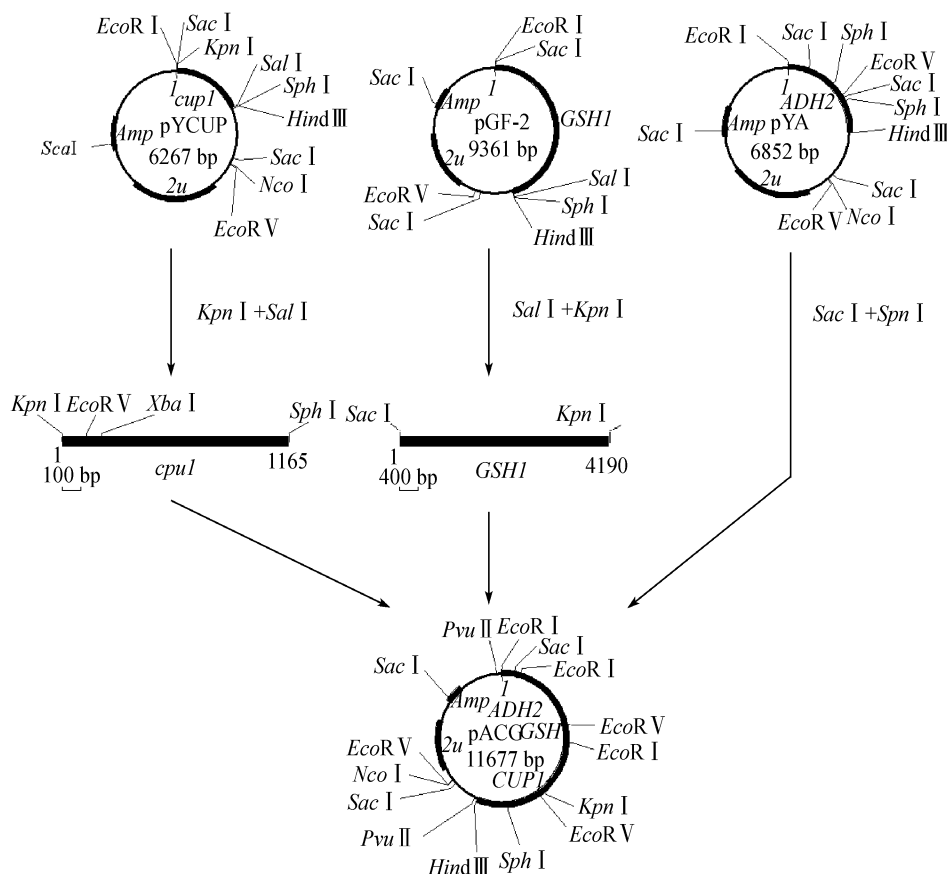 EcoR I
Sac I
Kpn I
Sal I
Sph I
Hind III
1
cup1
Amp
pYCUP
6267 bp
ScaI
2u
Sac I
Nco I
EcoR V
EcoR I
Sac I
Sac I
1
Amp
pGF-2
9361 bp
GSH1
2u
EcoR V
Sac I
Sal I
Sph I
Hind III
EcoR I
Sac I
Sph I
EcoR V
Sac I
Sph I
Hind III
1
ADH2
Amp pYA
6852 bp
Sac I
2u
Sac I
EcoR V
Nco I
Kpn I +Sal I
Sal I +Kpn I
Sac I +Spn I
Kpn I
EcoR V
Xba I
Sph I
1
1165
100 bp
cpu1
Sac I
Kpn I
1
4190
400 bp
GSH1
Pvu II
EcoR I
Sac I
EcoR I
Sac I
1
Amp
ADH2
pACG GSH
11677 bp
CUP1
2u
EcoR V
EcoR I
EcoR V
Nco I
Sac I
Kpn I
EcoR V
Pvu II
Hind III
Sph I